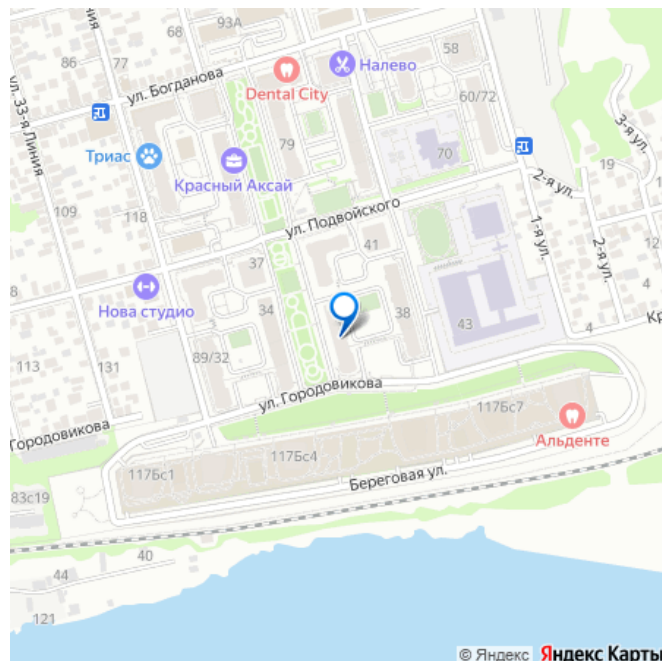 93А
86
77
ул. Богданова
ул. 33-я Линия
Линия
Dental City
Налево
58
60/72
79
Триас
Красный Аксай
70
3-я ул.
19
2-я ул.
109
118
ул. Подвойского
1-я ул.
2-я ул.
37
41
8
Нова студио
34
38
43
4
4
Кр
113
131
89/32
ул. Городовикова
Городовикова
117Бс7
Альденте
117Бс4
117Бс1
Береговая ул.
83с19
40
44
121
© Яндекс Яндекс Карты